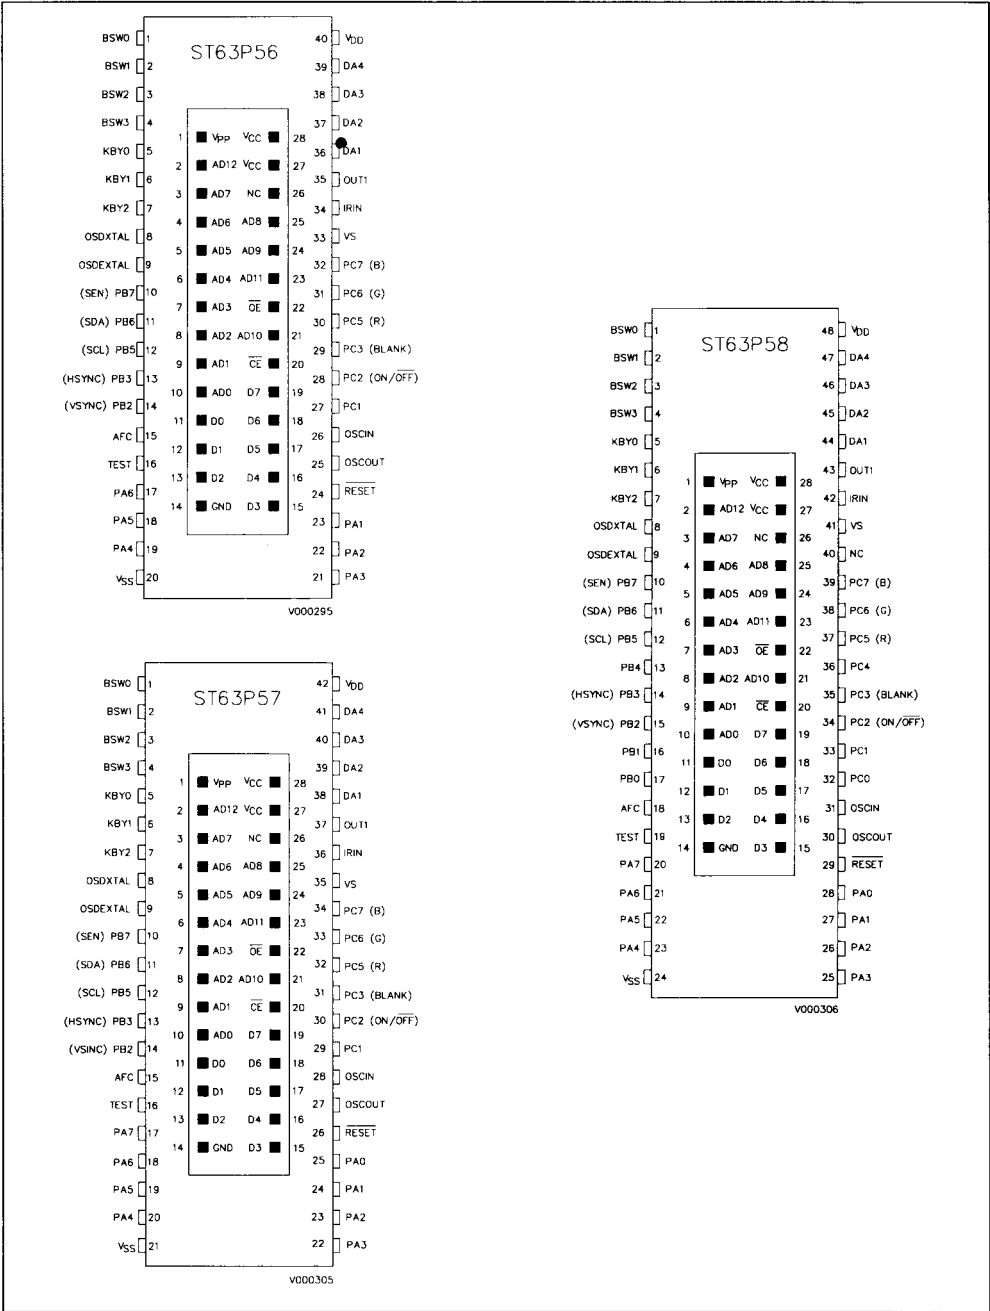 ST63P56
BSW0 1 40 VDD
BSW1 2 39 DA4
BSW2 3 38 DA3
BSW3 4 37 DA2
1 VPP VCC 28
KBY0 5 36 DA1
2 AD12 VCC 27
KBY1 6 35 OUT1
3 AD7 NC 26
KBY2 7 34 IRIN
4 AD6 AD8 25
OSDXTAL 8 33 VS
5 AD5 AD9 24
OSDEXTAL 9 32 PC7 (B)
6 AD4 AD11 23
(SEN) PB7 10 31 PC6 (G)
7 AD3 OE 22
(SDA) PB6 11 30 PC5 (R)
8 AD2 AD10 21
(SCL) PB5 12 29 PC3 (BLANK)
9 AD1 CE 20
(HSYNC) PB3 13 28 PC2 (ON/OFF)
10 AD0 D7 19
(VSYNC) PB2 14 27 PC1
11 D0 D6 18
AFC 15 26 OSCIN
12 D1 D5 17
TEST 16 25 OSCOUT
13 D2 D4 16
PA6 17 24 RESET
14 GND D3 15
PA5 18 23 PA1
PA4 19 22 PA2
VSS 20 21 PA3
V000295
ST63P57
BSW0 1 42 VDD
BSW1 2 41 DA4
BSW2 3 40 DA3
BSW3 4 39 DA2
1 VPP VCC 28
KBY0 5 38 DA1
2 AD12 VCC 27
KBY1 6 37 OUT1
3 AD7 NC 26
KBY2 7 36 IRIN
4 AD6 AD8 25
OSDXTAL 8 35 VS
5 AD5 AD9 24
OSDEXTAL 9 34 PC7 (B)
6 AD4 AD11 23
(SEN) PB7 10 33 PC6 (G)
7 AD3 OE 22
(SDA) PB6 11 32 PC5 (R)
8 AD2 AD10 21
(SCL) PB5 12 31 PC3 (BLANK)
9 AD1 CE 20
(HSYNC) PB3 13 30 PC2 (ON/OFF)
10 AD0 D7 19
(VSINC) PB2 14 29 PC1
11 D0 D6 18
AFC 15 28 OSCIN
12 D1 D5 17
TEST 16 27 OSCOUT
13 D2 D4 16
PA7 17 26 RESET
14 GND D3 15
PA6 18 25 PA0
PA5 19 24 PA1
PA4 20 23 PA2
VSS 21 22 PA3
V000305
ST63P58
BSW0 1 48 VDD
BSW1 2 47 DA4
BSW2 3 46 DA3
BSW3 4 45 DA2
KBY0 5 44 DA1
KBY1 6 43 OUT1
1 VPP VCC 28
KBY2 7 42 IRIN
2 AD12 VCC 27
OSDXTAL 8 41 VS
3 AD7 NC 26
OSDEXTAL 9 40 NC
4 AD6 AD8 25
(SEN) PB7 10 39 PC7 (B)
5 AD5 AD9 24
(SDA) PB6 11 38 PC6 (G)
6 AD4 AD11 23
(SCL) PB5 12 37 PC5 (R)
7 AD3 OE 22
PB4 13 36 PC4
8 AD2 AD10 21
(HSYNC) PB3 14 35 PC3 (BLANK)
9 AD1 CE 20
(VSYNC) PB2 15 34 PC2 (ON/OFF)
10 AD0 D7 19
PB1 16 33 PC1
11 D0 D6 18
PB0 17 32 PC0
12 D1 D5 17
AFC 18 31 OSCIN
13 D2 D4 16
TEST 19 30 OSCOUT
14 GND D3 15
PA7 20 29 RESET
PA6 21 28 PA0
PA5 22 27 PA1
PA4 23 26 PA2
VSS 24 25 PA3
V000306